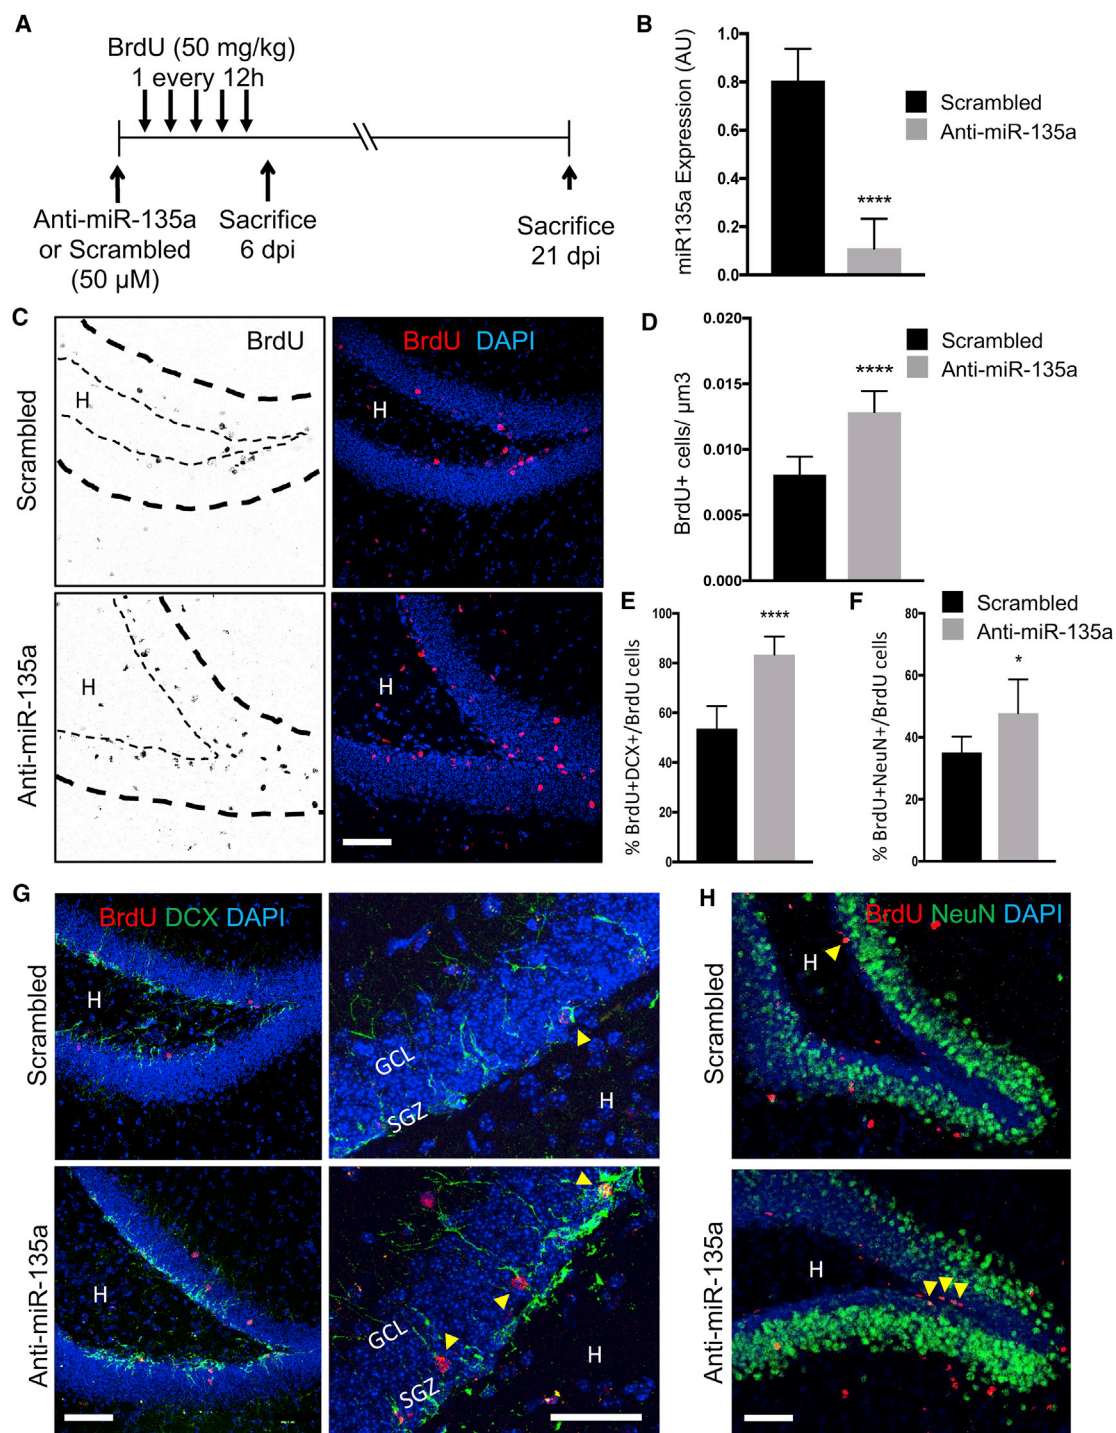 A
BrdU (50 mg/kg)
1 every 12h
Anti-miR-135a
or Scrambled
(50 µM)
Sacrifice
6 dpi
Sacrifice
21 dpi
B
miR135a Expression (AU)
1.0
0.8
0.6
0.4
0.2
0.0
****
Scrambled
Anti-miR-135a
C
Scrambled
BrdU
H
BrdU DAPI
H
Anti-miR-135a
H
H
D
BrdU+ cells/ µm3
0.020
0.015
0.010
0.005
0.000
****
Scrambled
Anti-miR-135a
E
% BrdU+DCX+/BrdU cells
100
80
60
40
20
0
****
F
% BrdU+NeuN+/BrdU cells
80
60
40
20
0
*
Scrambled
Anti-miR-135a
G
Scrambled
BrdU DCX DAPI
H
GCL
SGZ
H
Anti-miR-135a
H
GCL
SGZ
H
H
Scrambled
BrdU NeuN DAPI
H
Anti-miR-135a
H